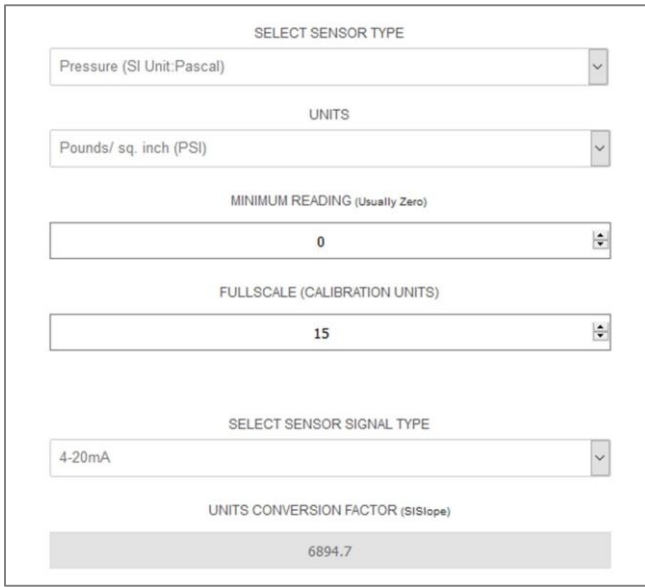 SELECT SENSOR TYPE
Pressure (SI Unit:Pascal)
UNITS
Pounds/ sq. inch (PSI)
MINIMUM READING (Usually Zero)
0
FULLSCALE (CALIBRATION UNITS)
15
SELECT SENSOR SIGNAL TYPE
4-20mA
UNITS CONVERSION FACTOR (SISlope)
6894.7